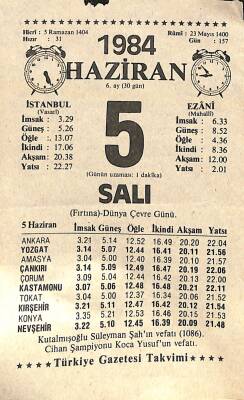 Hicrî : 5 Ramazan 1404
Hızır : 31
Rumî : 23 Mayıs 1400
Gün : 157
1984
HAZİRAN
6. ay (30 gün)
İSTANBUL
(Vasatî)
İmsak : 3.29
Güneş : 5.26
Öğle : 13.07
İkindi : 17.06
Akşam : 20.38
Yatsı : 22.27
5
EZÂNİ
(Mahallî)
İmsak : 6.33
Güneş : 8.52
Öğle : 4.36
İkindi : 8.36
Akşam : 12.00
Yatsı : 2.01
(Günün uzaması: 1 dakika)
SALI
(Fırtına)-Dünya Çevre Günü.
5 Haziran İmsak Güneş Öğle İkindi Akşam Yatsı
ANKARA 3.21 5.14 12.52 16.49 20.20 22.04
YOZGAT 3.14 5.07 12.44 16.41 20.11 21.56
AMASYA 3.04 5.00 12.40 16.39 20.10 21.57
ÇANKIRI 3.14 5.09 12.49 16.47 20.19 22.06
ÇORUM 3.09 5.04 12.44 16.42 20.13 22.00
KASTAMONU 3.07 5.06 12.48 16.48 20.21 22.11
TOKAT 3.04 5.00 12.37 16.36 20.04 21.52
KIRŞEHİR 3.21 5.11 12.47 16.42 20.12 21.54
KONYA 3.35 5.21 12.53 16.46 20.15 21.53
NEVŞEHİR 3.22 5.10 12.45 16.39 20.09 21.48
Kutalmışoğlu Süleyman Şah'ın vefatı (1086).
Cihan Şampiyonu Koca Yusuf'un vefatı.
Türkiye Gazetesi Takvimi